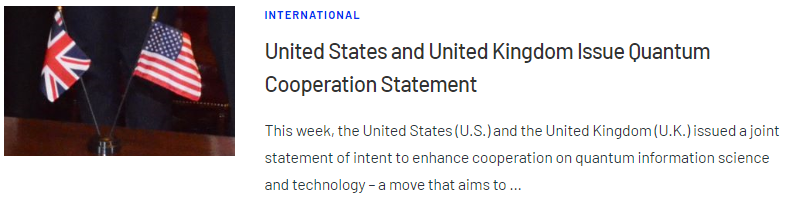 INTERNATIONAL
United States and United Kingdom Issue Quantum
Cooperation Statement
This week, the United States (U.S.) and the United Kingdom (U.K.) issued a joint
statement of intent to enhance cooperation on quantum information science
and technology – a move that aims to ...